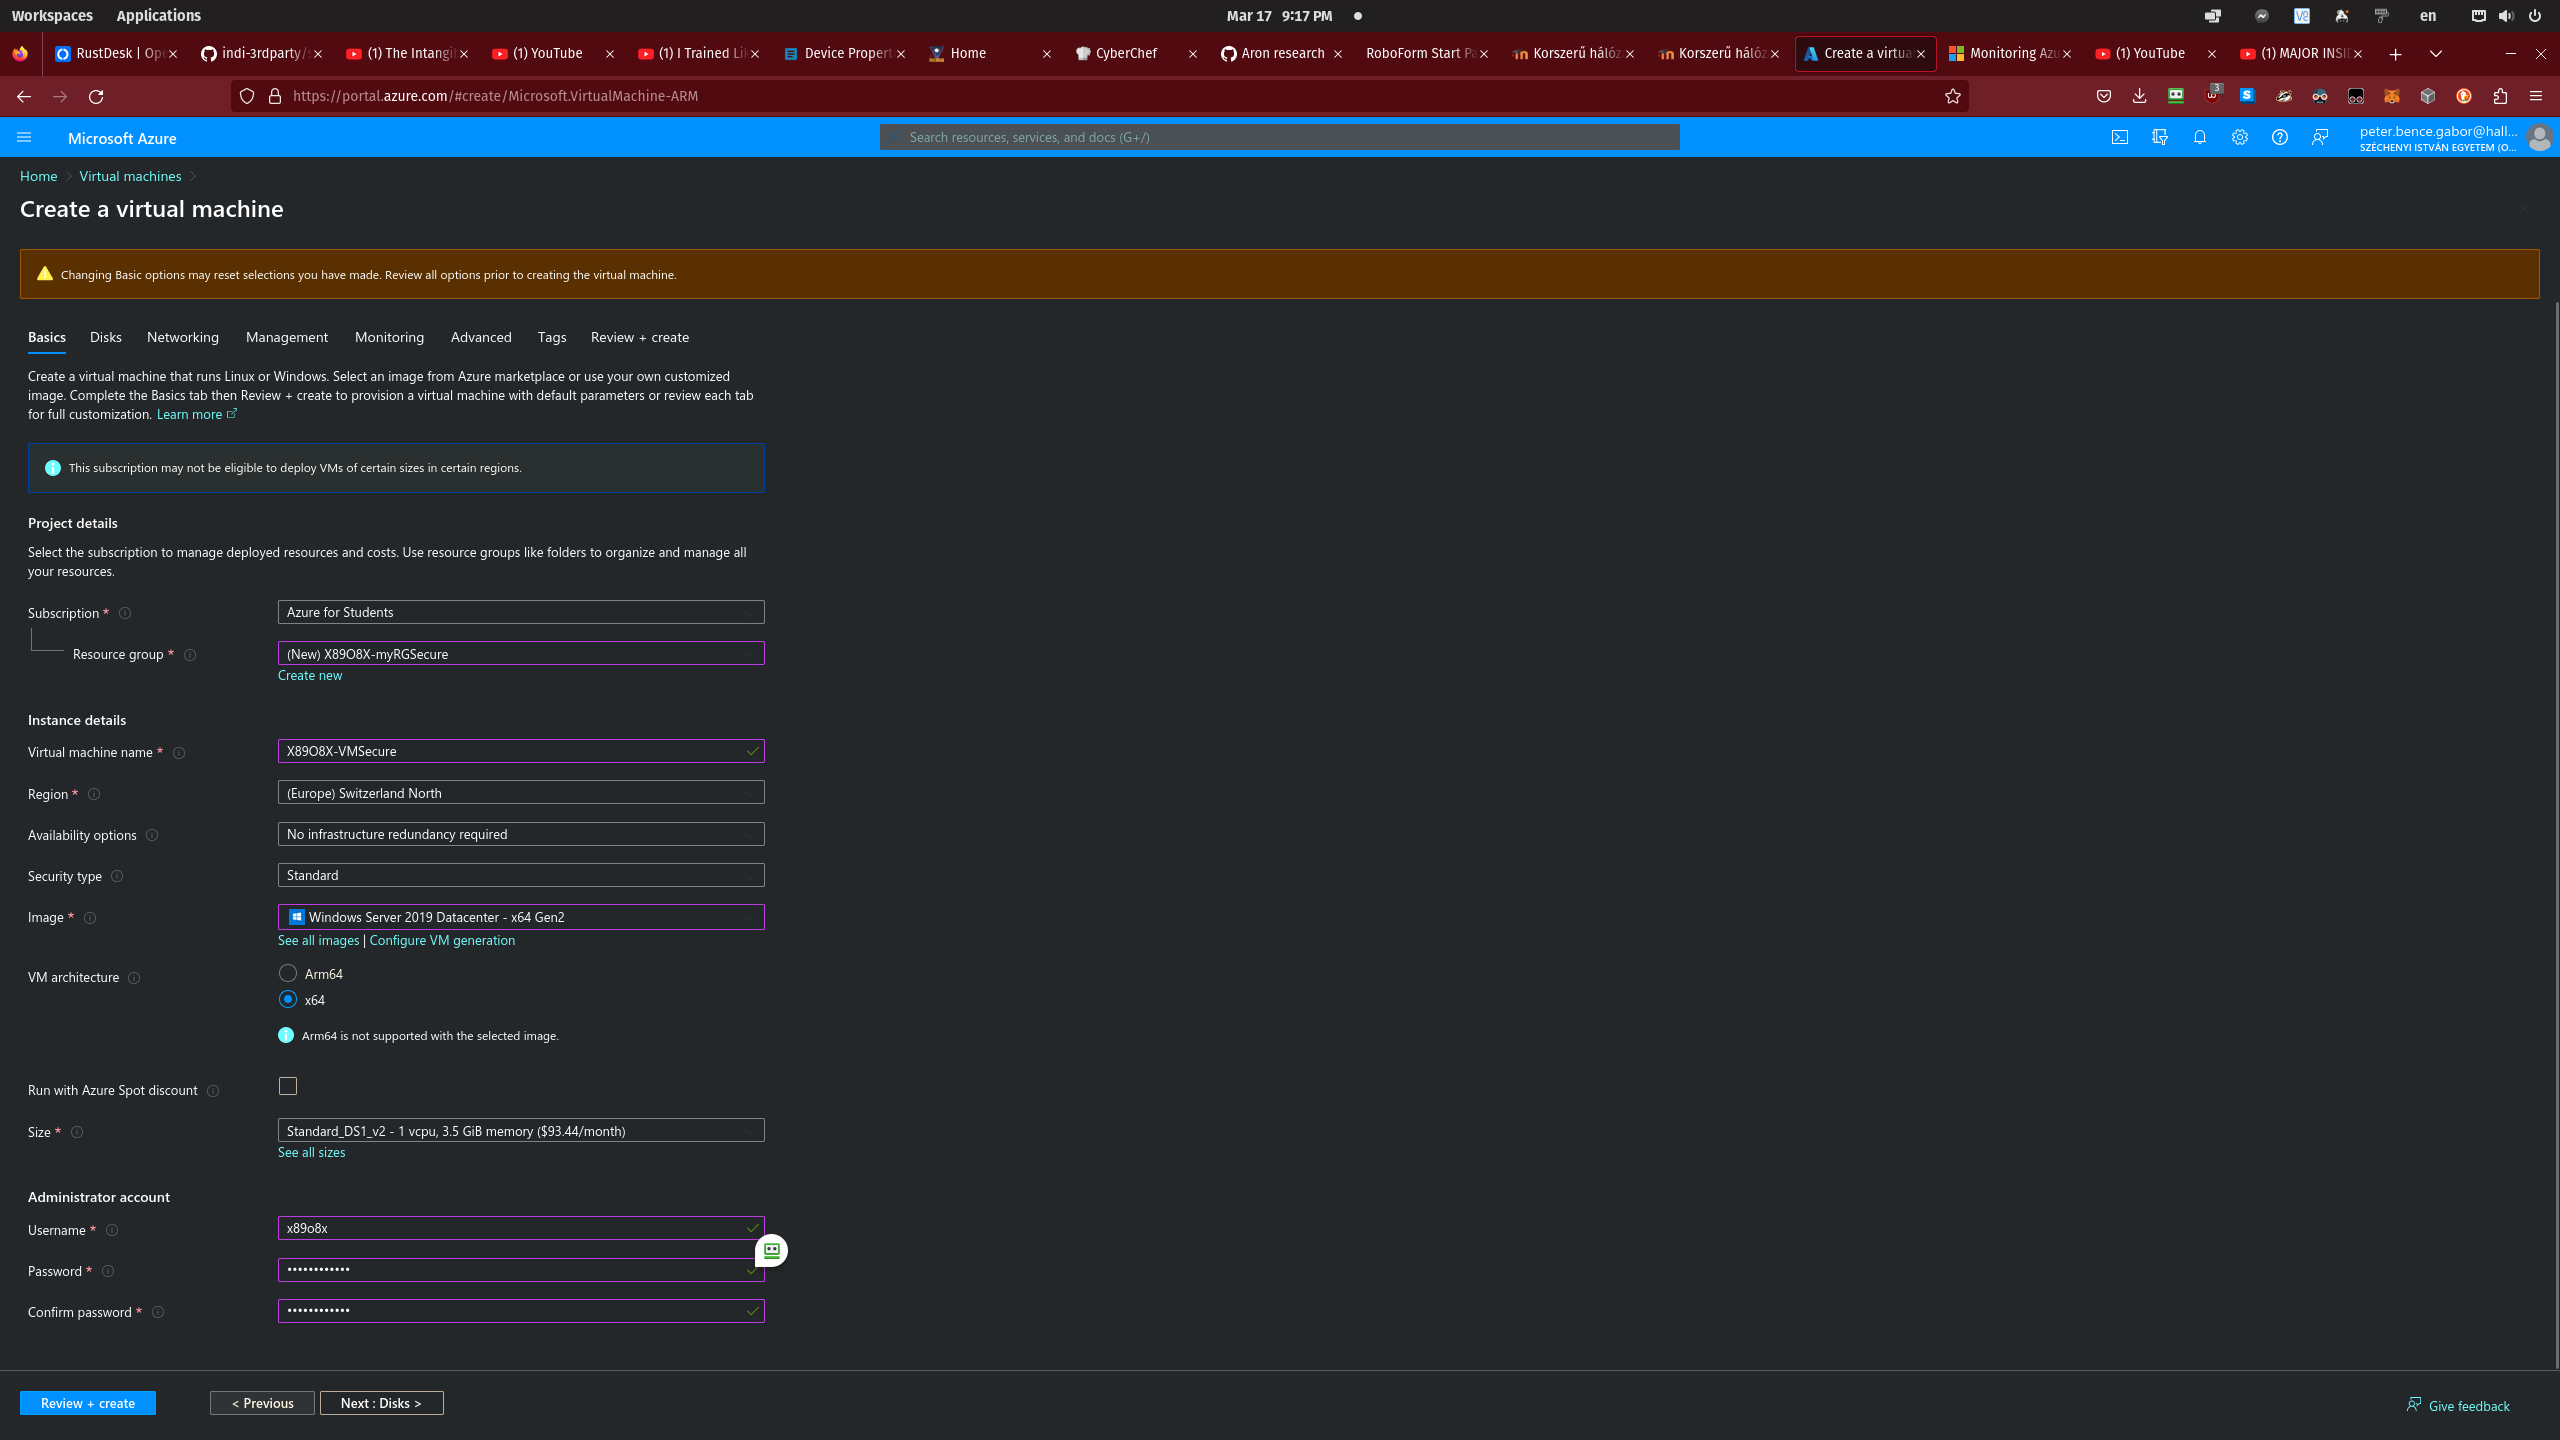 Workspaces Applications Mar 17 9:17 PM en
RustDesk | Ope indi-3rdparty/s (1) The Intangi (1) YouTube (1) I Trained Li Device Propert Home CyberChef Aron research RoboForm Start Pa Korszerű hálóz Korszerű hálóz Create a virtua Monitoring Azu (1) YouTube (1) MAJOR INSI
https://portal.azure.com/#create/Microsoft.VirtualMachine-ARM 3
Microsoft Azure Search resources, services, and docs (G+/) peter.bence.gabor@hall...
SZÉCHENYI ISTVÁN EGYETEM (O...
Home Virtual machines
Create a virtual machine
Changing Basic options may reset selections you have made. Review all options prior to creating the virtual machine.
Basics Disks Networking Management Monitoring Advanced Tags Review + create
Create a virtual machine that runs Linux or Windows. Select an image from Azure marketplace or use your own customized
image. Complete the Basics tab then Review + create to provision a virtual machine with default parameters or review each tab
for full customization. Learn more
This subscription may not be eligible to deploy VMs of certain sizes in certain regions.
Project details
Select the subscription to manage deployed resources and costs. Use resource groups like folders to organize and manage all
your resources.
Subscription * Azure for Students
Resource group * (New) X89O8X-myRGSecure
Create new
Instance details
Virtual machine name * X89O8X-VMSecure
Region * (Europe) Switzerland North
Availability options No infrastructure redundancy required
Security type Standard
Image * Windows Server 2019 Datacenter - x64 Gen2
See all images | Configure VM generation
VM architecture Arm64
x64
Arm64 is not supported with the selected image.
Run with Azure Spot discount
Size * Standard_DS1_v2 - 1 vcpu, 3.5 GiB memory ($93.44/month)
See all sizes
Administrator account
Username * x89o8x
Password * ••••••••••••
Confirm password * ••••••••••••
Review + create < Previous Next : Disks > Give feedback